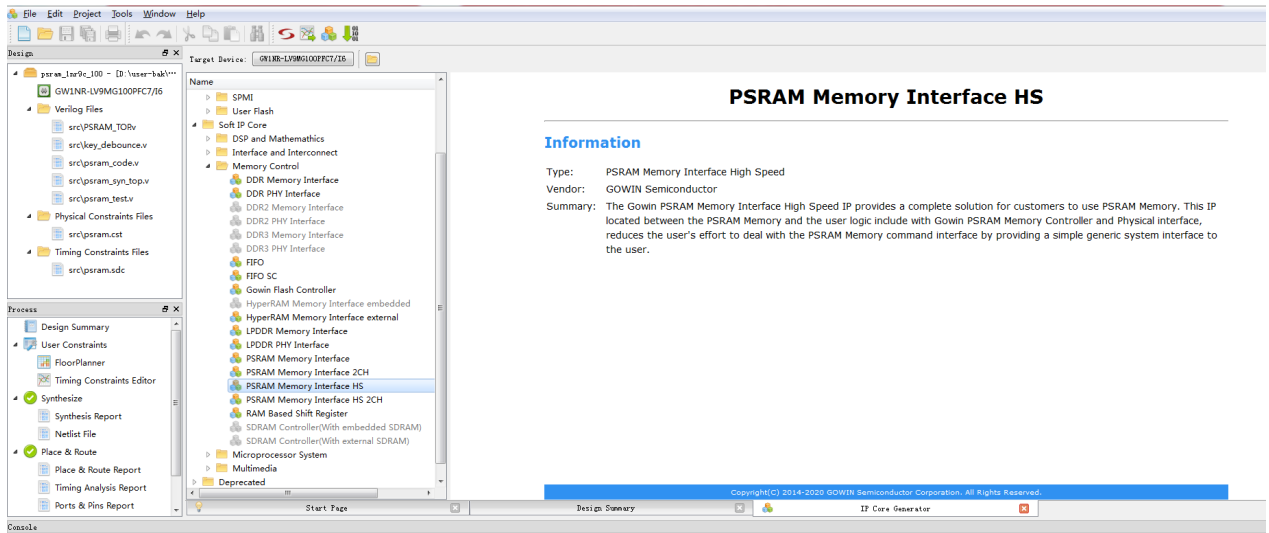 File Edit Project Tools Window Help
Design
psram_lnr9c_100 - [D:\user-bak\...
GW1NR-LV9MG100PFC7/I6
Verilog Files
src\PSRAM_TOP.v
src\key_debounce.v
src\psram_code.v
src\psram_syn_top.v
src\psram_test.v
Physical Constraints Files
src\psram.cst
Timing Constraints Files
src\psram.sdc
Process
Design Summary
User Constraints
FloorPlanner
Timing Constraints Editor
Synthesize
Synthesis Report
Netlist File
Place & Route
Place & Route Report
Timing Analysis Report
Ports & Pins Report
Target Device: GW1NR-LV9MG100PFC7/I6
Name
SPMI
User Flash
Soft IP Core
DSP and Mathemathics
Interface and Interconnect
Memory Control
DDR Memory Interface
DDR PHY Interface
DDR2 Memory Interface
DDR2 PHY Interface
DDR3 Memory Interface
DDR3 PHY Interface
FIFO
FIFO SC
Gowin Flash Controller
HyperRAM Memory Interface embedded
HyperRAM Memory Interface external
LPDDR Memory Interface
LPDDR PHY Interface
PSRAM Memory Interface
PSRAM Memory Interface 2CH
PSRAM Memory Interface HS
PSRAM Memory Interface HS 2CH
RAM Based Shift Register
SDRAM Controller(With embedded SDRAM)
SDRAM Controller(With external SDRAM)
Microprocessor System
Multimedia
Deprecated
PSRAM Memory Interface HS
Information
Type: PSRAM Memory Interface High Speed
Vendor: GOWIN Semiconductor
Summary: The Gowin PSRAM Memory Interface High Speed IP provides a complete solution for customers to use PSRAM Memory. This IP
located between the PSRAM Memory and the user logic include with Gowin PSRAM Memory Controller and Physical interface,
reduces the user's effort to deal with the PSRAM Memory command interface by providing a simple generic system interface to
the user.
Copyright(C) 2014-2020 GOWIN Semiconductor Corporation. All Rights Reserved.
Start Page Design Summary IP Core Generator
Console